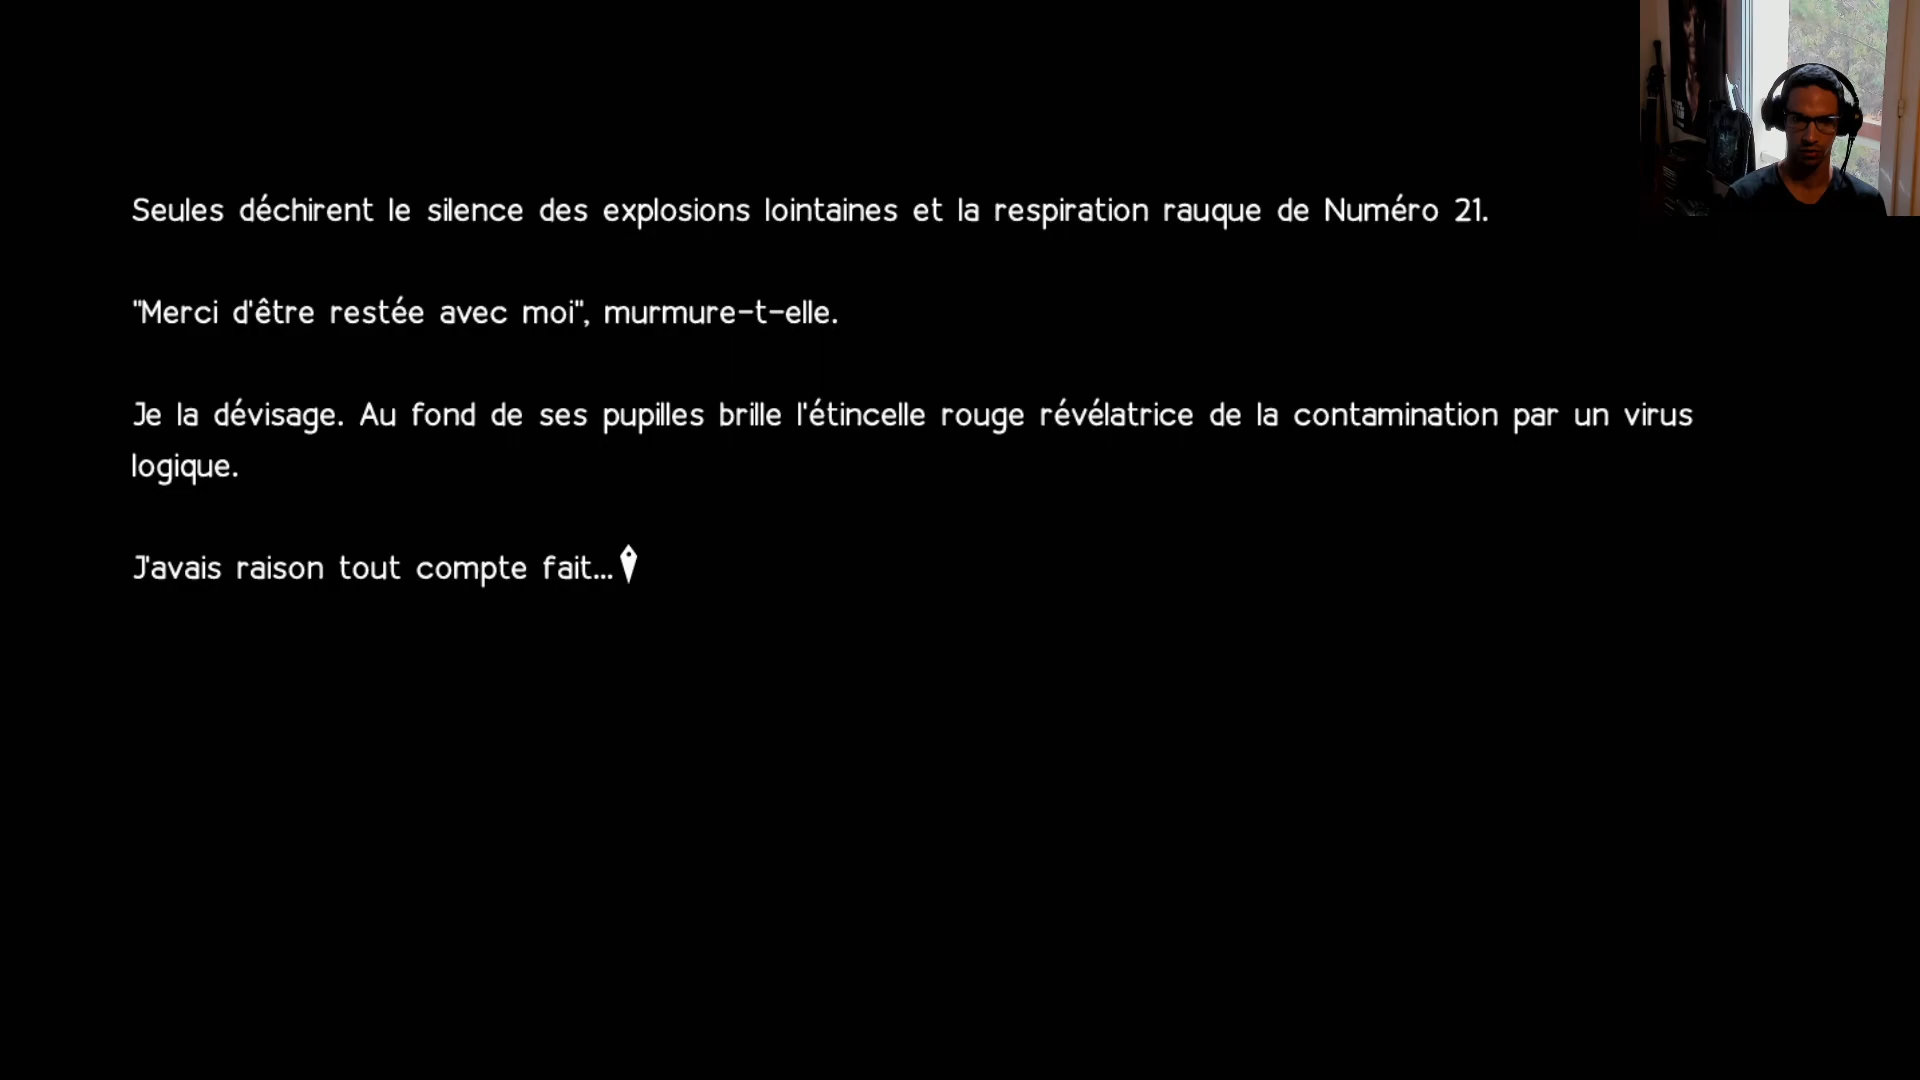 Seules déchirent le silence des explosions lointaines et la respiration rauque de Numéro 21.
"Merci d'être restée avec moi", murmure-t-elle.
Je la dévisage. Au fond de ses pupilles brille l'étincelle rouge révélatrice de la contamination par un virus
logique.
J'avais raison tout compte fait...